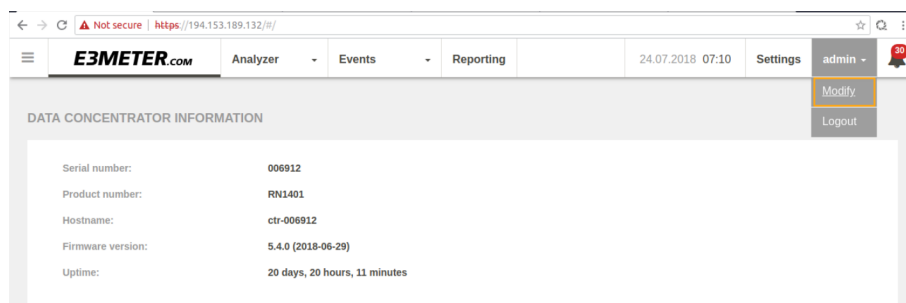 Not secure | https://194.153.189.132/#/
E3METER.COM Analyzer Events Reporting 24.07.2018 07:10 Settings admin 30
Modify
Logout
DATA CONCENTRATOR INFORMATION
Serial number: 006912
Product number: RN1401
Hostname: ctr-006912
Firmware version: 5.4.0 (2018-06-29)
Uptime: 20 days, 20 hours, 11 minutes